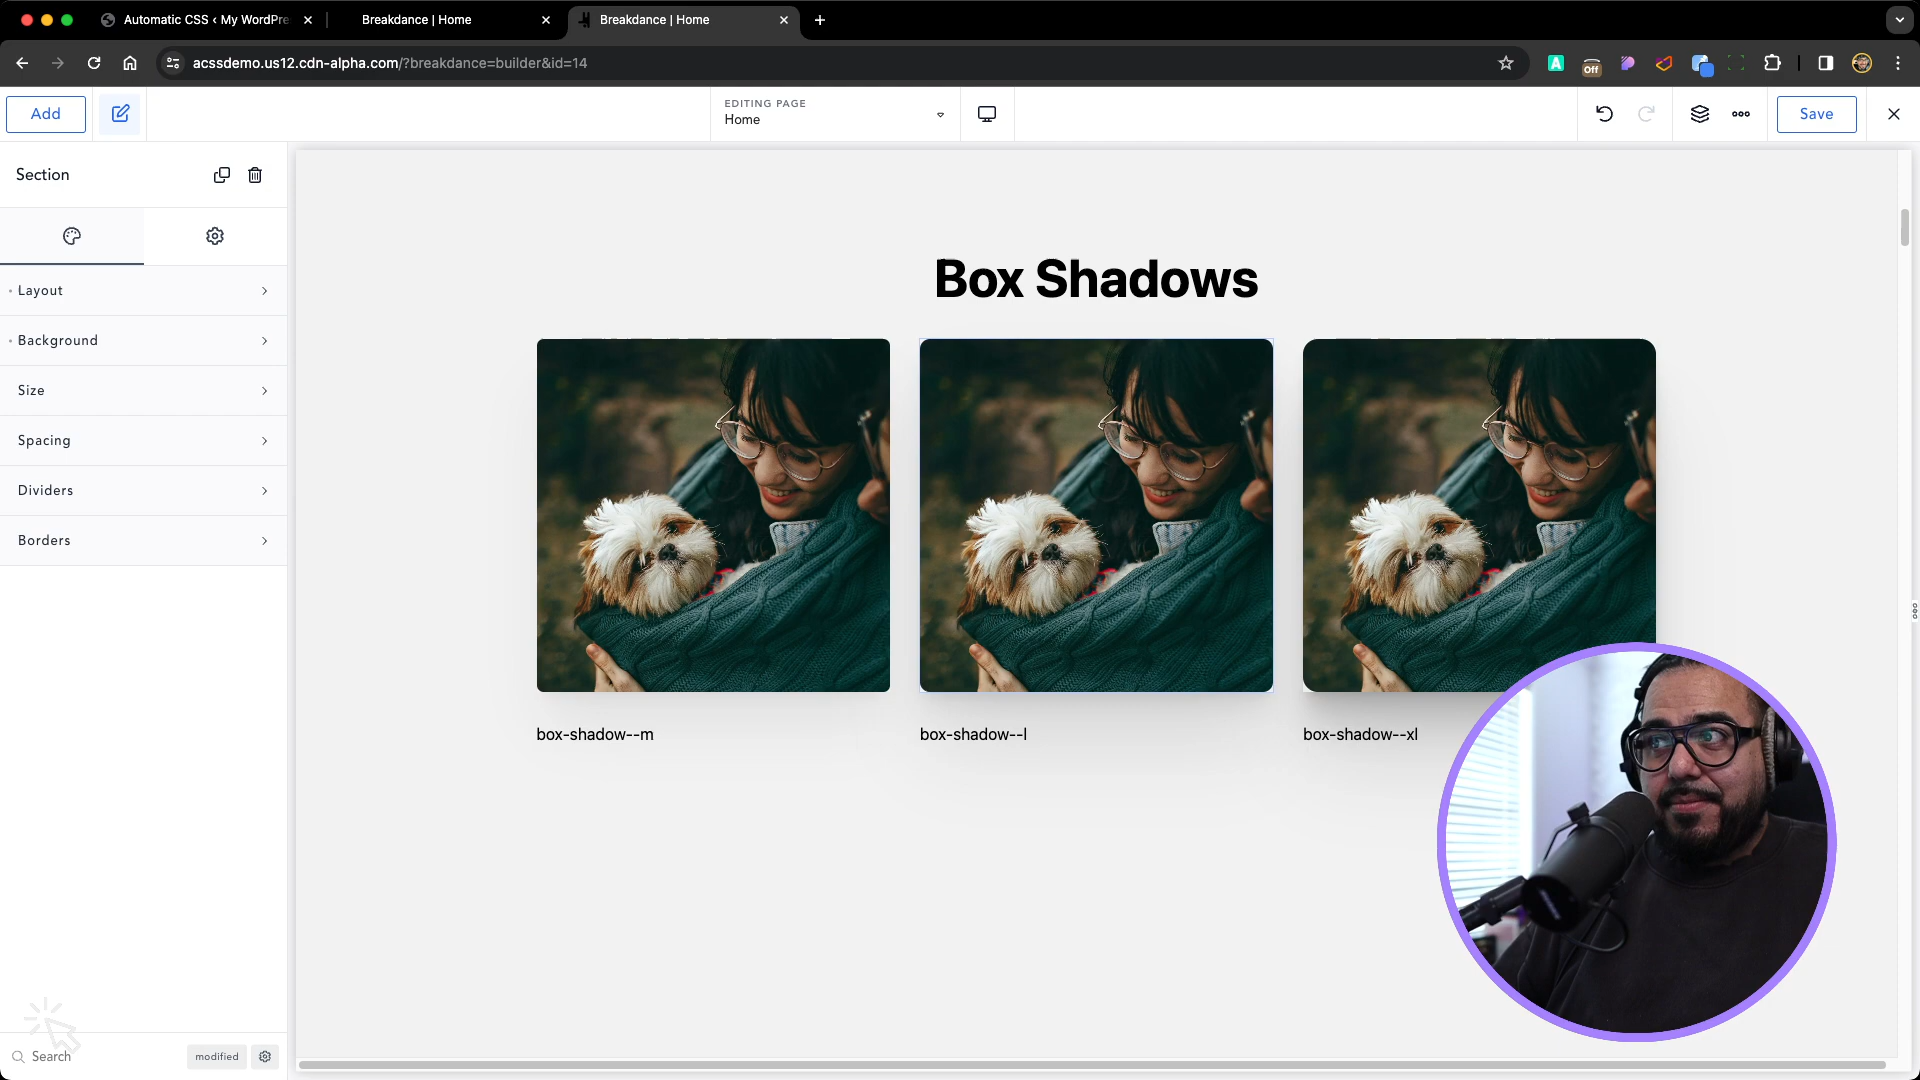 Automatic CSS ‹ My WordPre
Breakdance | Home
Breakdance | Home
acssdemo.us12.cdn-alpha.com/?breakdance=builder&id=14
Off
Add
EDITING PAGE
Home
Save
Section
Layout
Background
Size
Spacing
Dividers
Borders
Box Shadows
box-shadow--m
box-shadow--l
box-shadow--xl
Search
modified